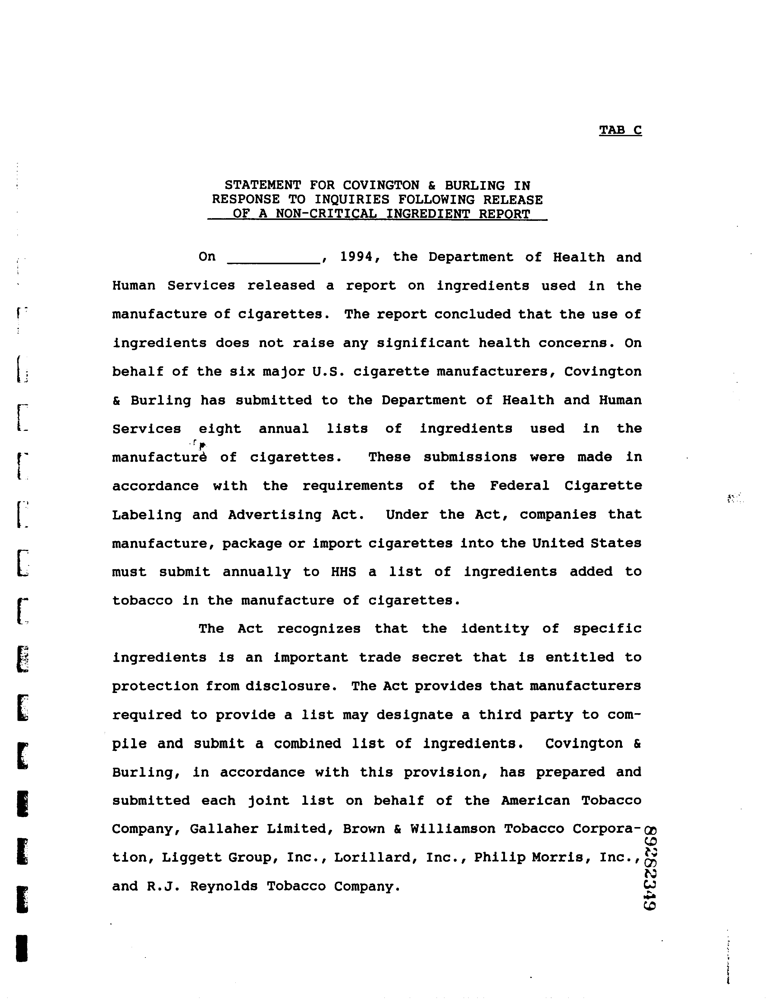 TAB C
STATEMENT FOR COVINGTON & BURLING IN
RESPONSE TO INQUIRIES FOLLOWING RELEASE
OF A NON-CRITICAL INGREDIENT REPORT
On ___________, 1994, the Department of Health and
Human Services released a report on ingredients used in the
manufacture of cigarettes. The report concluded that the use of
ingredients does not raise any significant health concerns. On
behalf of the six major U.S. cigarette manufacturers, Covington
& Burling has submitted to the Department of Health and Human
Services eight annual lists of ingredients used in the
manufacture of cigarettes. These submissions were made in
accordance with the requirements of the Federal Cigarette
Labeling and Advertising Act. Under the Act, companies that
manufacture, package or import cigarettes into the United States
must submit annually to HHS a list of ingredients added to
tobacco in the manufacture of cigarettes.
The Act recognizes that the identity of specific
ingredients is an important trade secret that is entitled to
protection from disclosure. The Act provides that manufacturers
required to provide a list may designate a third party to com-
pile and submit a combined list of ingredients. Covington &
Burling, in accordance with this provision, has prepared and
submitted each joint list on behalf of the American Tobacco
Company, Gallaher Limited, Brown & Williamson Tobacco Corpora-
tion, Liggett Group, Inc., Lorillard, Inc., Philip Morris, Inc.,
and R.J. Reynolds Tobacco Company.
89282349